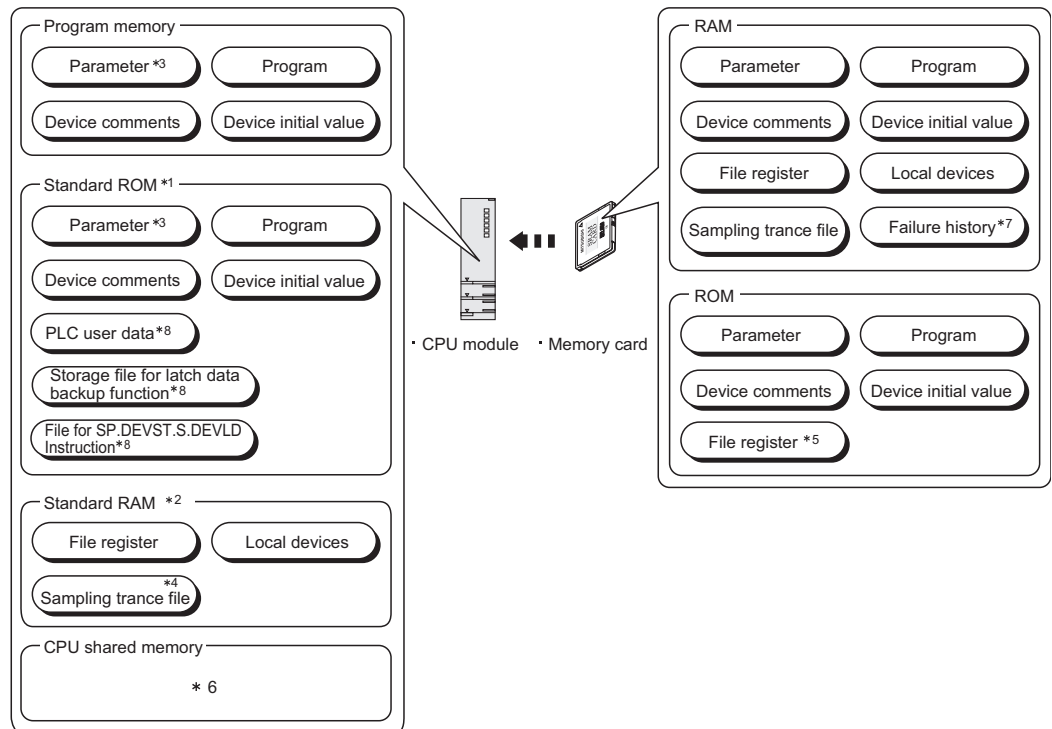 Program memory
Parameter *3
Program
Device comments
Device initial value
Standard ROM *1
Parameter *3
Program
Device comments
Device initial value
PLC user data*8
Storage file for latch data
backup function*8
File for SP.DEVST.S.DEVLD
Instruction*8
Standard RAM *2
File register
Local devices
*4
Sampling trance file
CPU shared memory
* 6
· CPU module
· Memory card
SRAM
CARD
RAM
Parameter
Program
Device comments
Device initial value
File register
Local devices
Sampling trance file
Failure history*7
ROM
Parameter
Program
Device comments
Device initial value
File register *5